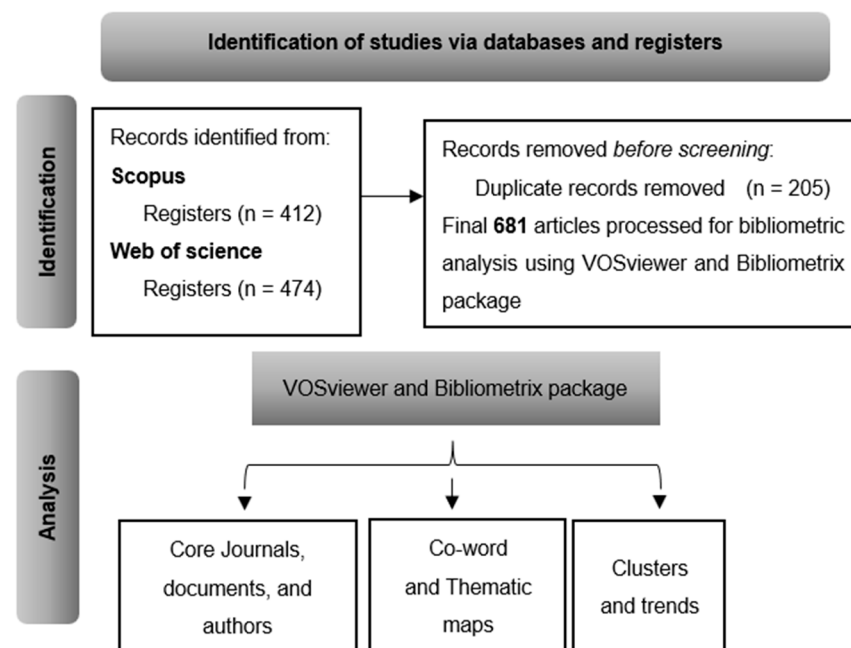 Identification of studies via databases and registers
Identification
Records identified from:
Scopus
Registers (n = 412)
Web of science
Registers (n = 474)
Records removed before screening:
Duplicate records removed (n = 205)
Final 681 articles processed for bibliometric
analysis using VOSviewer and Bibliometrix
package
Analysis
VOSviewer and Bibliometrix package
Core Journals,
documents, and
authors
Co-word
and Thematic
maps
Clusters
and trends